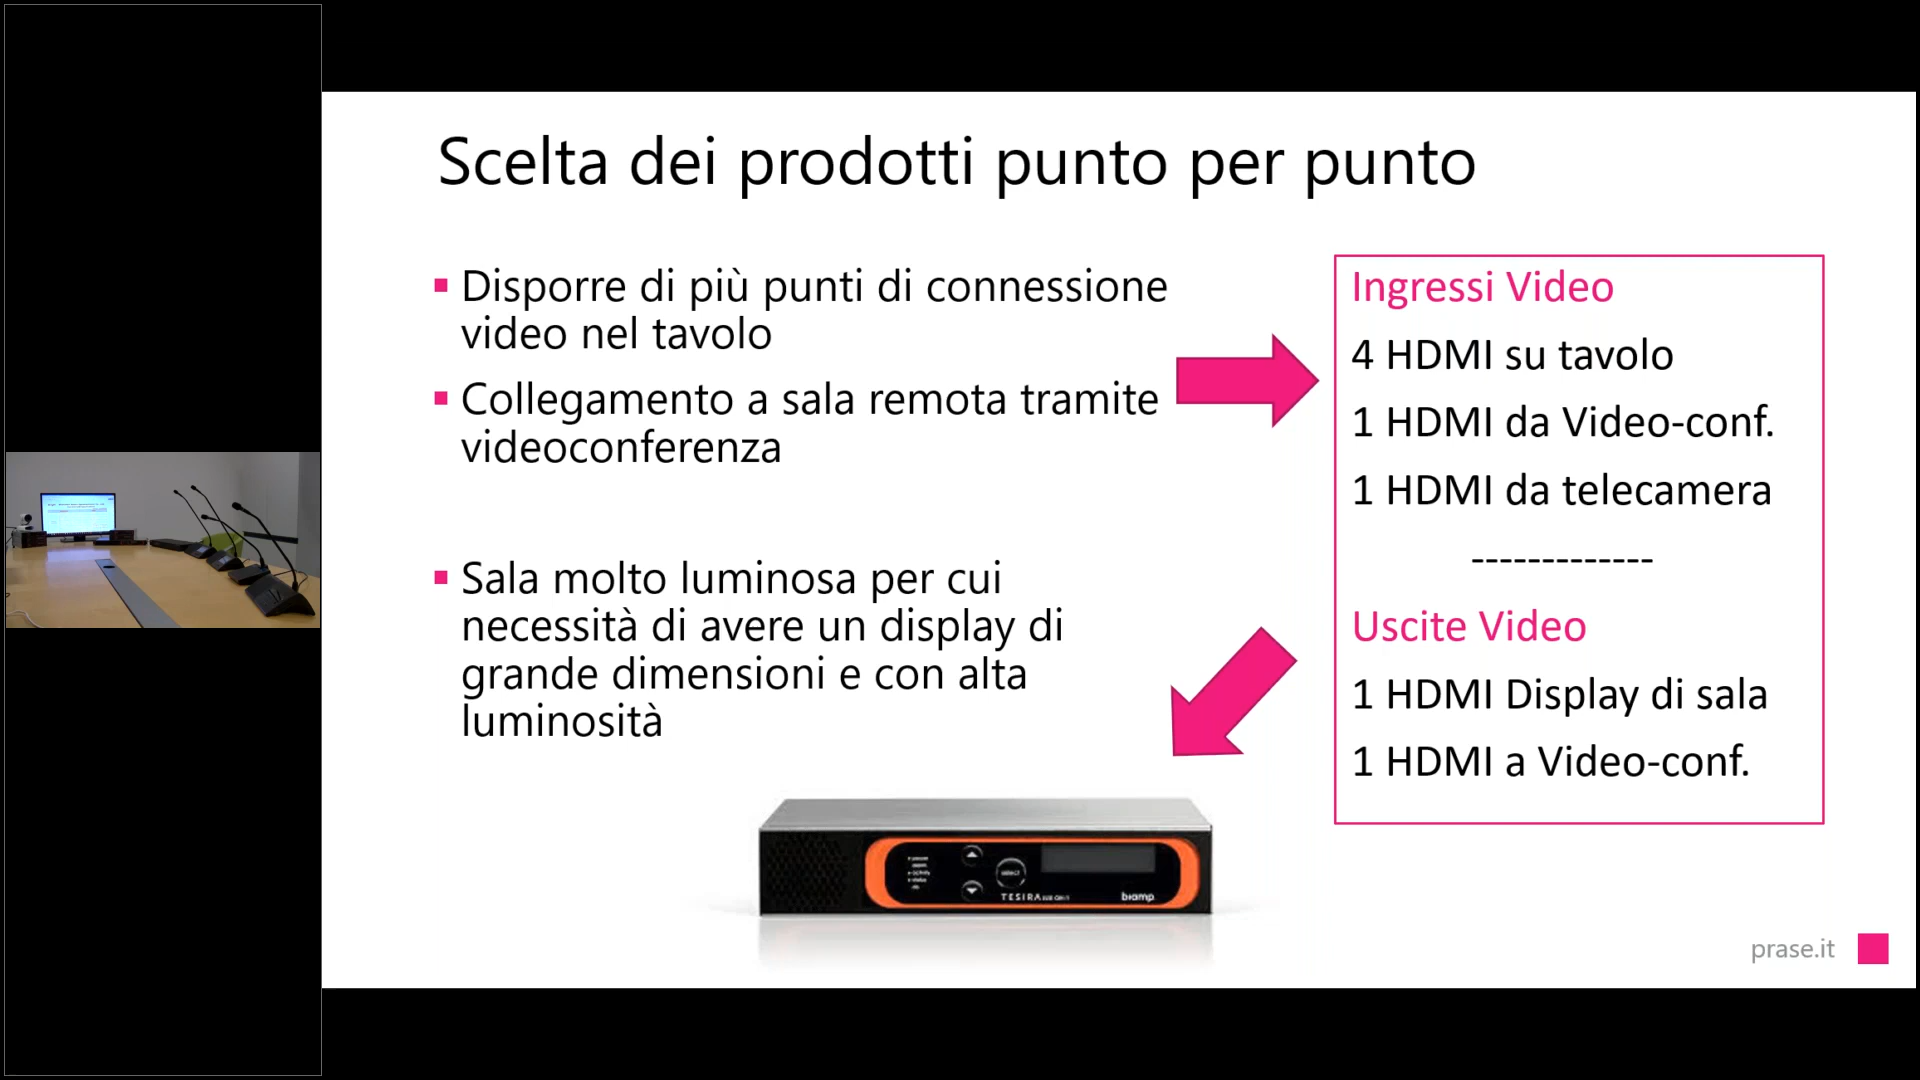 Scelta dei prodotti punto per punto
▪ Disporre di più punti di connessione
video nel tavolo
▪ Collegamento a sala remota tramite
videoconferenza
▪ Sala molto luminosa per cui
necessità di avere un display di
grande dimensioni e con alta
luminosità
Ingressi Video
4 HDMI su tavolo
1 HDMI da Video-conf.
1 HDMI da telecamera
-------------
Uscite Video
1 HDMI Display di sala
1 HDMI a Video-conf.
SELECT
TESIRA
biamp.
prase.it